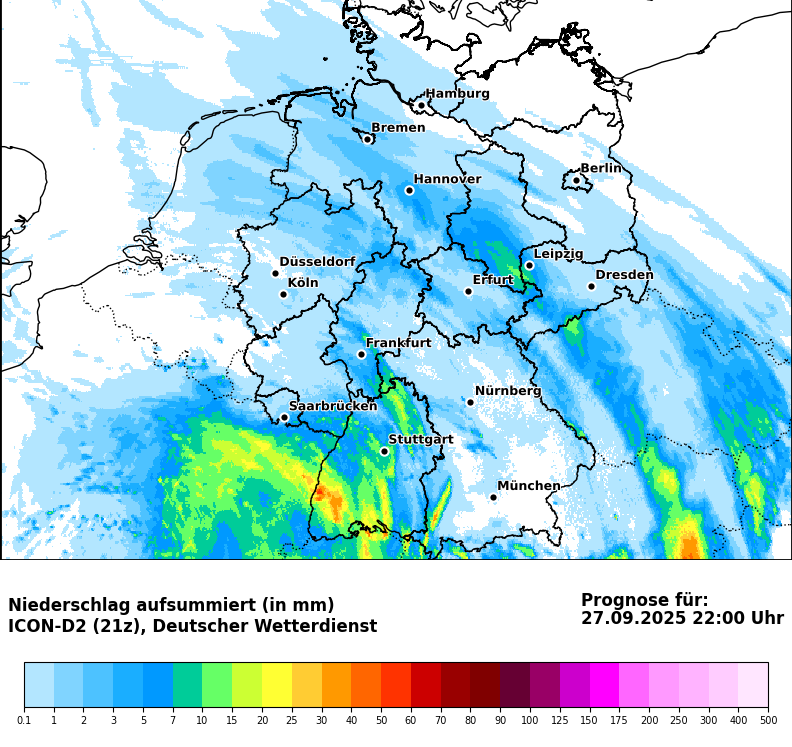 Hamburg
Bremen
Berlin
Hannover
Leipzig
Düsseldorf
Dresden
Erfurt
Köln
Frankfurt
Nürnberg
Saarbrücken
Stuttgart
München
Niederschlag aufsummiert (in mm)
ICON-D2 (21z), Deutscher Wetterdienst
Prognose für:
27.09.2025 22:00 Uhr
0.1 1 2 3 5 7 10 15 20 25 30 40 50 60 70 80 90 100 125 150 175 200 250 300 400 500